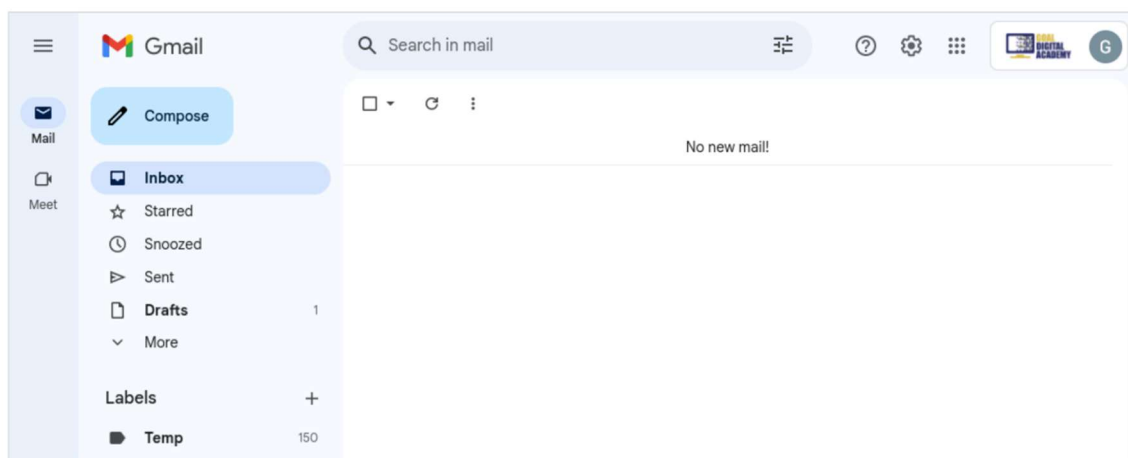 Gmail
Search in mail
GOAL
DIGITAL
ACADEMY
G
Mail
Meet
Compose
Inbox
Starred
Snoozed
Sent
Drafts 1
More
Labels
Temp 150
No new mail!